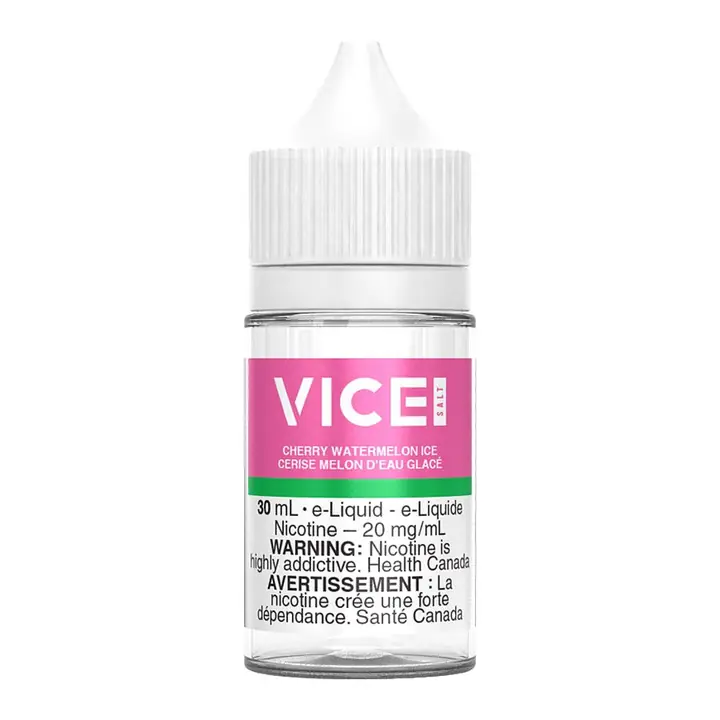 VICE SALT
CHERRY WATERMELON ICE
CERISE MELON D'EAU GLACÉ
30 mL • e-Liquid - e-Liquide
Nicotine – 20 mg/mL
WARNING: Nicotine is
highly addictive. Health Canada
AVERTISSEMENT : La
nicotine crée une forte
dépendance. Santé Canada